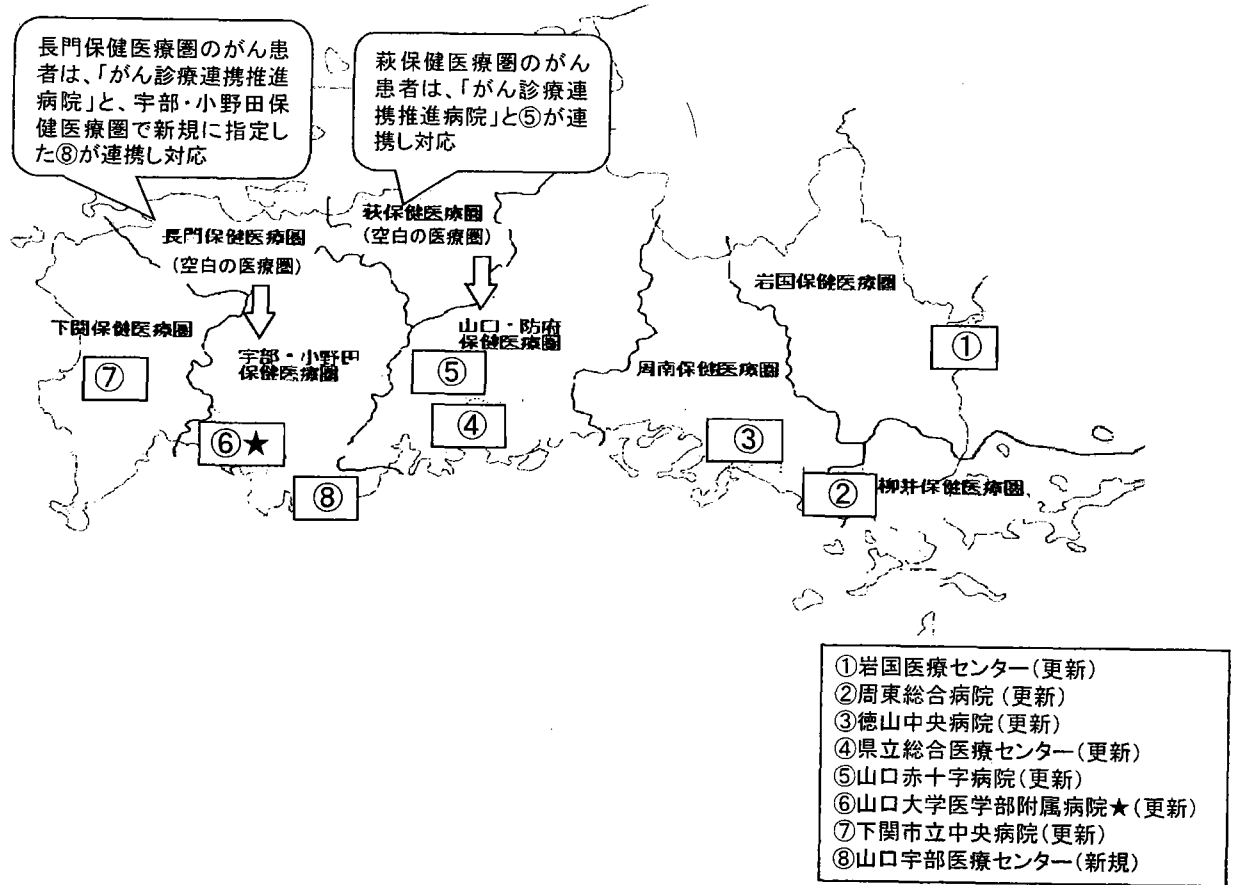 長門保健医療圏のがん患
者は、「がん診療連携推進
病院」と、宇部・小野田保
健医療圏で新規に指定し
た⑧が連携し対応
萩保健医療圏のがん
患者は、「がん診療連
携推進病院」と⑤が連
携し対応
萩保健医療圏
(空白の医療圏)
長門保健医療圏
(空白の医療圏)
岩国保健医療圏
下関保健医療圏
山口・防府
保健医療圏
宇部・小野田
保健医療圏
周南保健医療圏
①
⑦
⑤
④
⑥★
③
⑧
②
柳井保健医療圏
①岩国医療センター(更新)
②周東総合病院(更新)
③徳山中央病院(更新)
④県立総合医療センター(更新)
⑤山口赤十字病院(更新)
⑥山口大学医学部附属病院★(更新)
⑦下関市立中央病院(更新)
⑧山口宇部医療センター(新規)